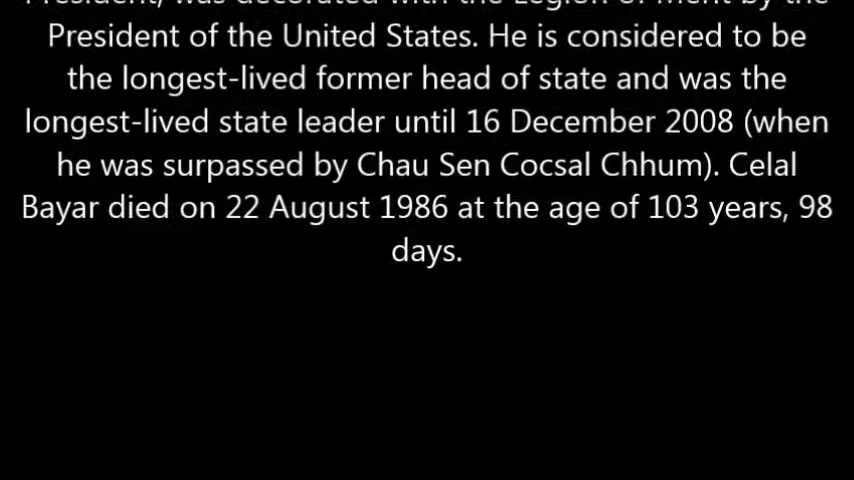 President, was decorated with the Legion of Merit by the
President of the United States. He is considered to be
the longest-lived former head of state and was the
longest-lived state leader until 16 December 2008 (when
he was surpassed by Chau Sen Cocsal Chhum). Celal
Bayar died on 22 August 1986 at the age of 103 years, 98
days.